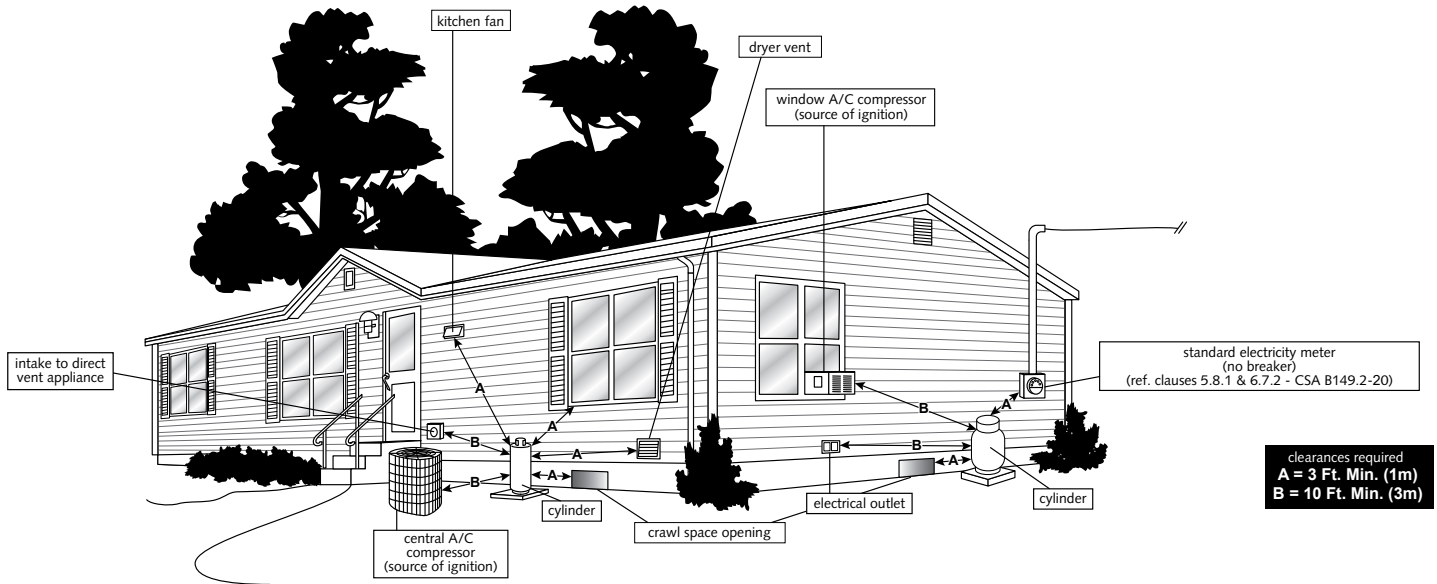 kitchen fan
dryer vent
window A/C compressor
(source of ignition)
intake to direct
vent appliance
standard electricity meter
(no breaker)
(ref. clauses 5.8.1 & 6.7.2 - CSA B149.2-20)
A
A
A
B
B
A
B
A
B
A
clearances required
A = 3 Ft. Min. (1m)
B = 10 Ft. Min. (3m)
cylinder
electrical outlet
cylinder
crawl space opening
central A/C
compressor
(source of ignition)